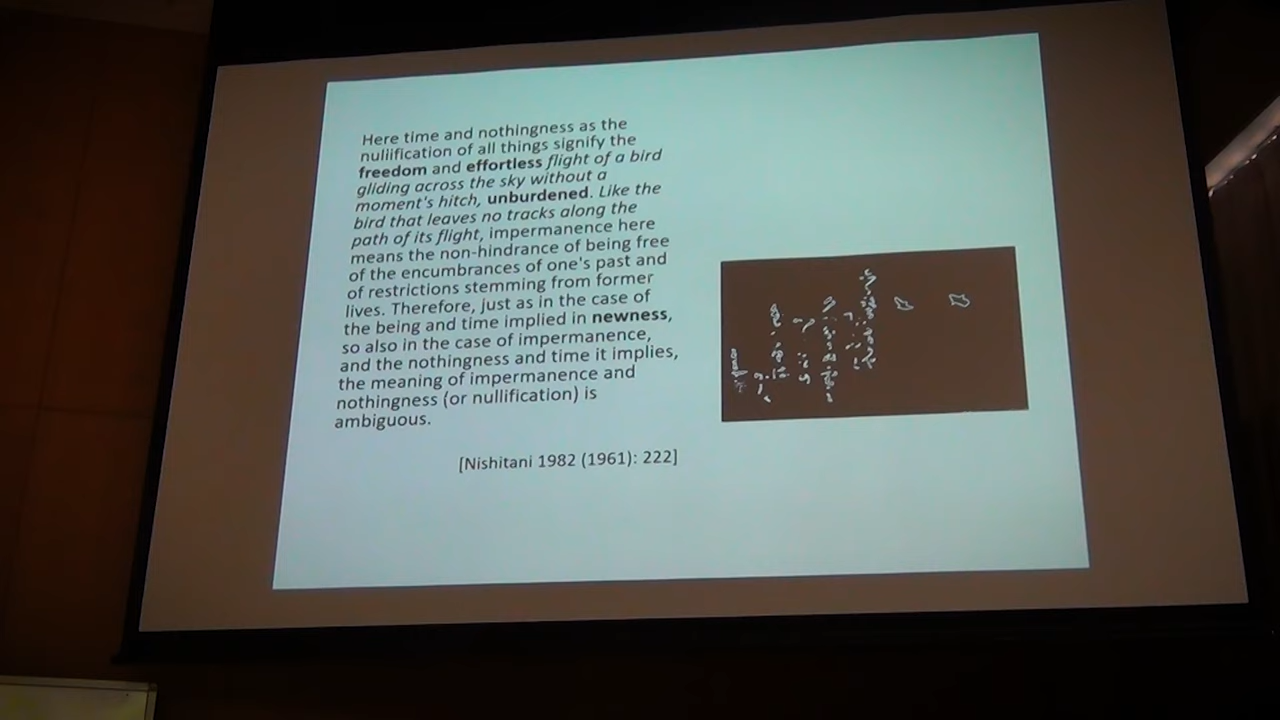 Here time and nothingness as the
nullification of all things signify the
freedom and effortless flight of a bird
gliding across the sky without a
moment's hitch, unburdened. Like the
bird that leaves no tracks along the
path of its flight, impermanence here
means the non-hindrance of being free
of the encumbrances of one's past and
of restrictions stemming from former
lives. Therefore, just as in the case of
the being and time implied in newness,
so also in the case of impermanence,
and the nothingness and time it implies,
the meaning of impermanence and
nothingness (or nullification) is
ambiguous.
[Nishitani 1982 (1961): 222]